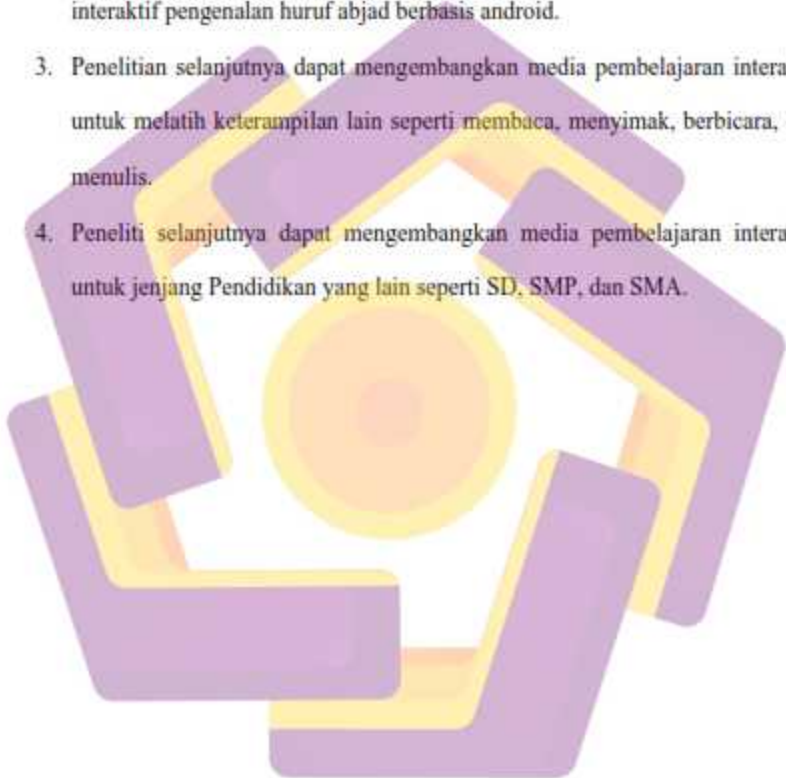 interaktif pengenalan huruf abjad berbasis android.
3. Penelitian selanjutnya dapat mengembangkan media pembelajaran intera
untuk melatih keterampilan lain seperti membaca, menyimak, berbicara,
menulis.
4. Peneliti selanjutnya dapat mengembangkan media pembelajaran intera
untuk jenjang Pendidikan yang lain seperti SD, SMP, dan SMA.